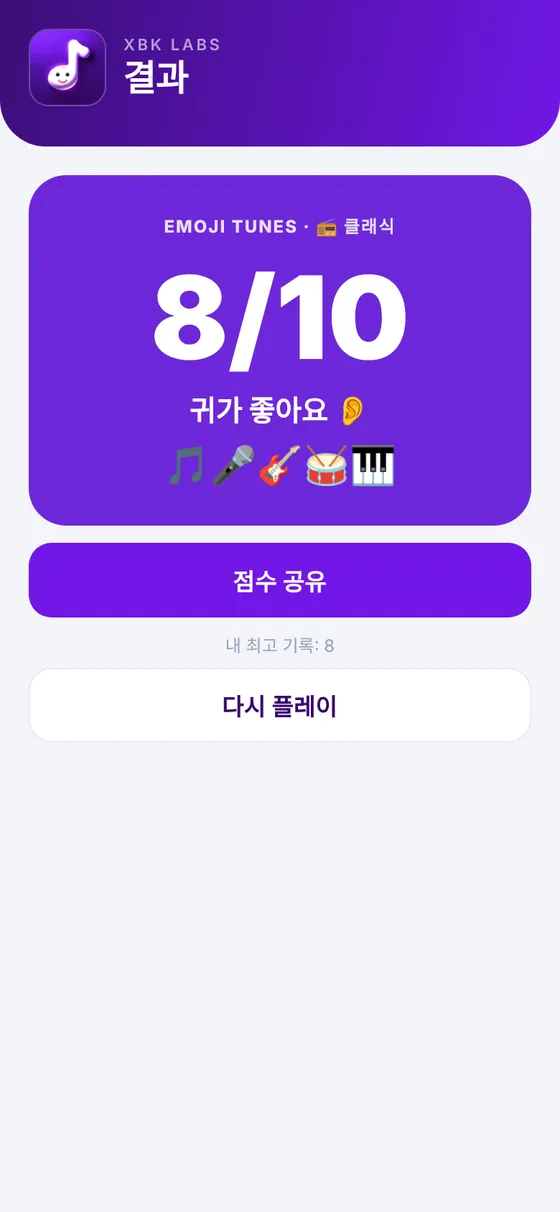 XBK LABS
결과
EMOJI TUNES · 📻 클래식
8/10
귀가 좋아요 👂
🎵🎤🎸🥁🎹
점수 공유
내 최고 기록: 8
다시 플레이